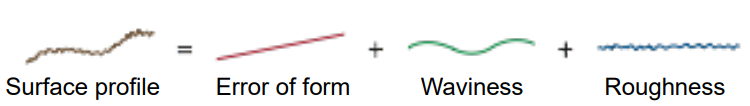 = + +
Surface profile Error of form Waviness Roughness